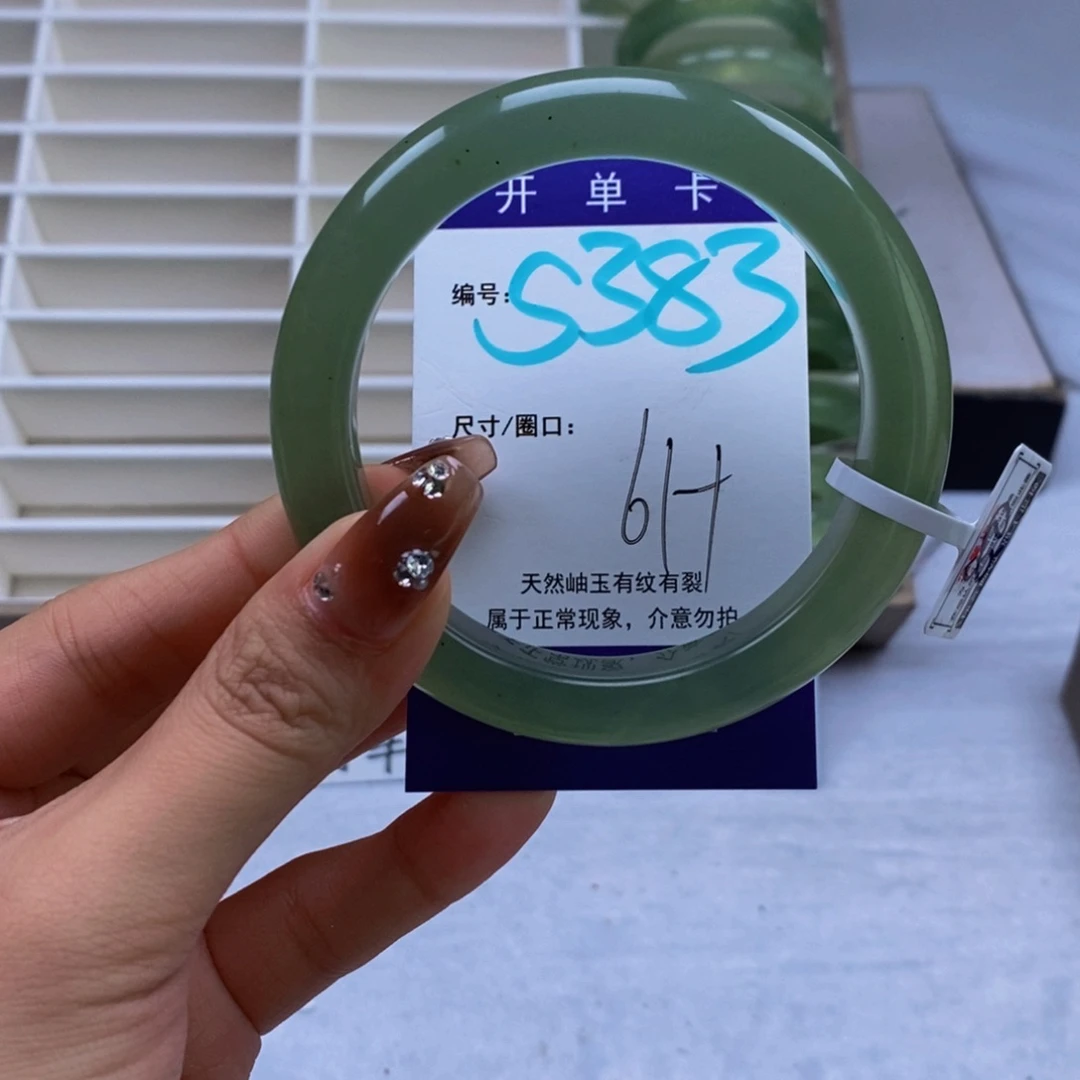 开单卡
编号：S383
尺寸/圈口：61+
天然岫玉有纹有裂
属于正常现象，介意勿拍